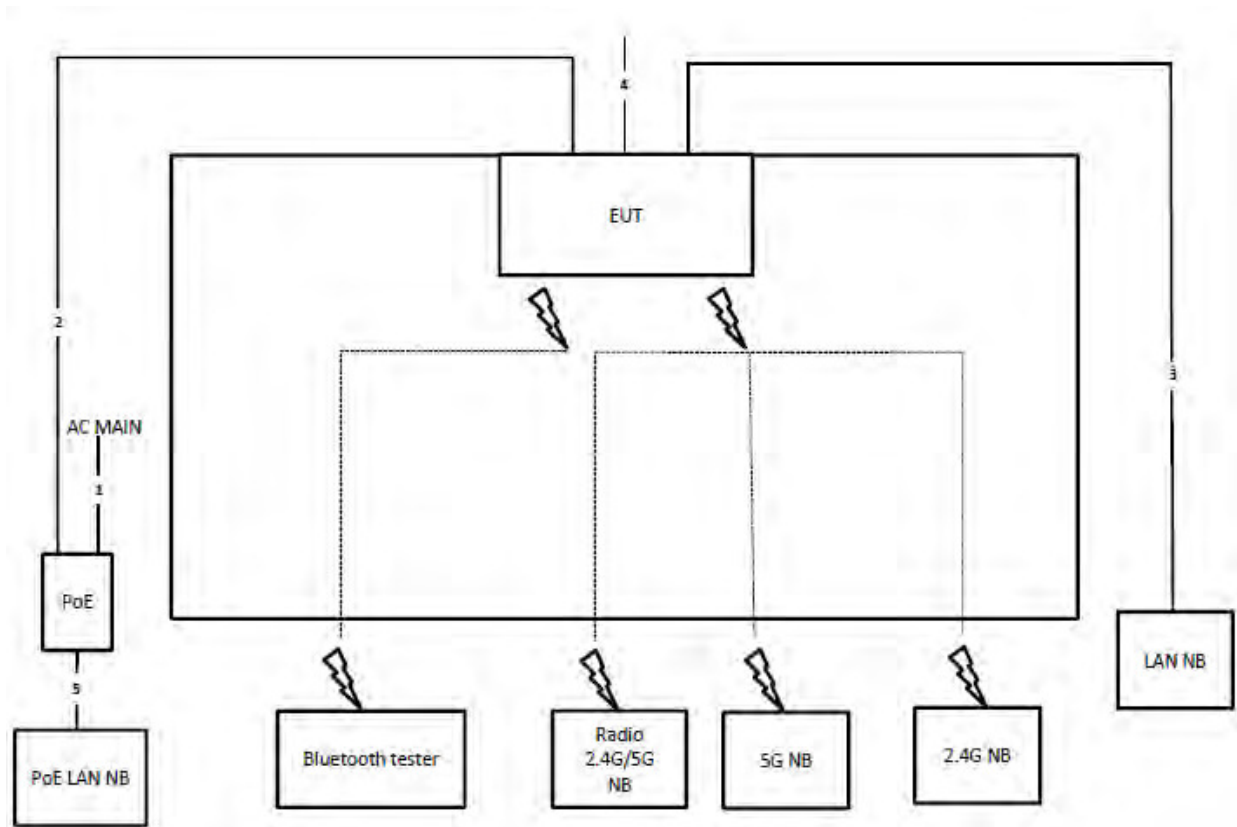 4
EUT
2
3
AC MAIN
1
PoE
LAN NB
5
PoE LAN NB
Bluetooth tester
Radio
2.4G/5G
NB
5G NB
2.4G NB